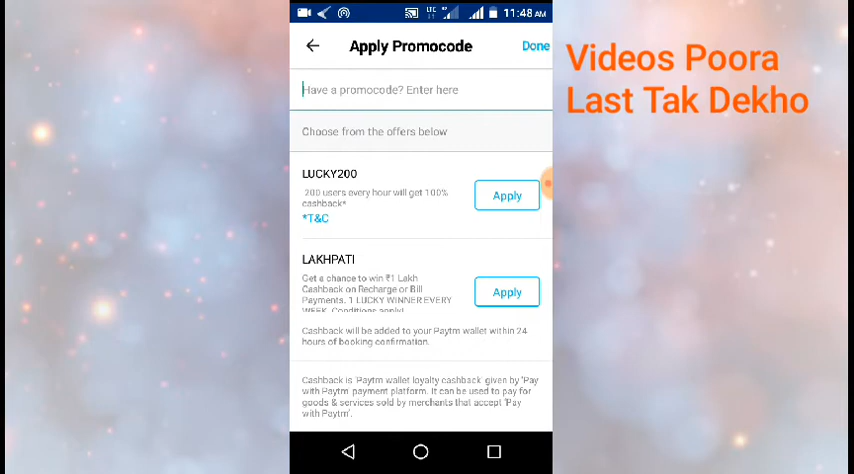 LTE
11:48 AM
Apply Promocode
Done
Videos Poora
Last Tak Dekho
Have a promocode? Enter here
Choose from the offers below
LUCKY200
200 users every hour will get 100%
cashback*
*T&C
Apply
LAKHPATI
Get a chance to win ₹1 Lakh
Cashback on Recharge or Bill
Payments. 1 LUCKY WINNER EVERY
WEEK. Conditions apply!
Apply
Cashback will be added to your Paytm wallet within 24
hours of booking confirmation.
Cashback is 'Paytm wallet loyalty cashback' given by 'Pay
with Paytm' payment platform. It can be used to pay for
goods & services sold by merchants that accept 'Pay
with Paytm'.